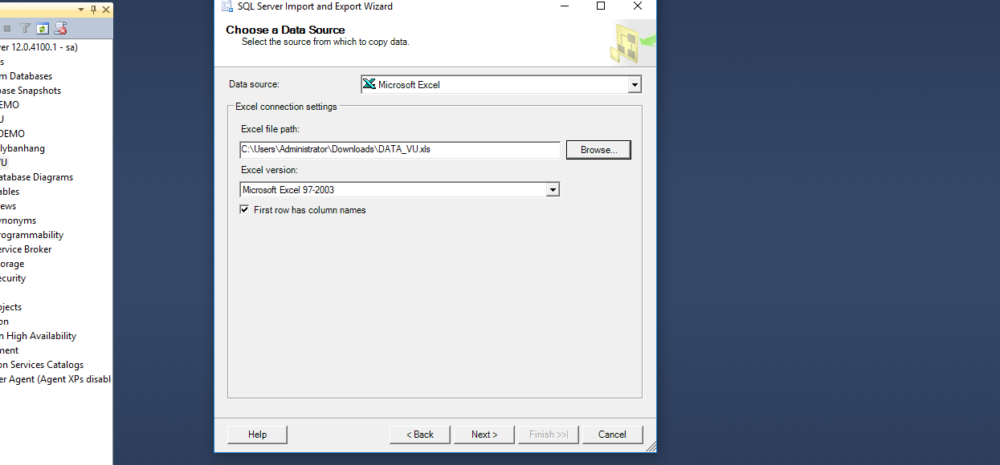 SQL Server Import and Export Wizard
Choose a Data Source
Select the source from which to copy data.
Data source:
Microsoft Excel
Excel connection settings
Excel file path:
C:\Users\Administrator\Downloads\DATA_VU.xls
Browse...
Excel version:
Microsoft Excel 97-2003
First row has column names
Help
< Back
Next >
Finish >>|
Cancel
ver 12.0.4100.1 - sa)
s
m Databases
base Snapshots
EMO
U
DEMO
lybanhang
U
atabase Diagrams
ables
ews
ynonyms
rogrammability
ervice Broker
torage
ecurity
bjects
on
n High Availability
ment
on Services Catalogs
er Agent (Agent XPs disabl